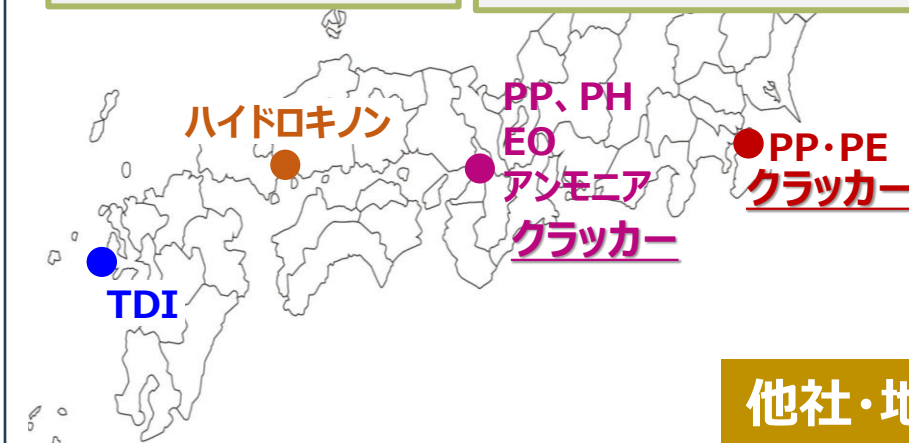 PP、PH
EO
アンモニア
クラッカー
ハイドロキノン
PP・PE
クラッカー
TDI
他社・地